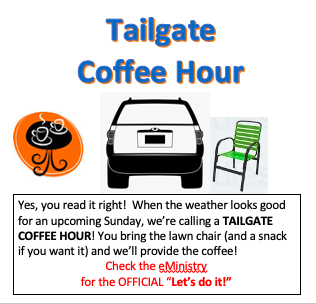 Tailgate
Coffee Hour
Yes, you read it right!  When the weather looks good
for an upcoming Sunday, we’re calling a TAILGATE
COFFEE HOUR! You bring the lawn chair (and a snack
if you want it) and we’ll provide the coffee!
Check the eMinistry
for the OFFICIAL “Let’s do it!”